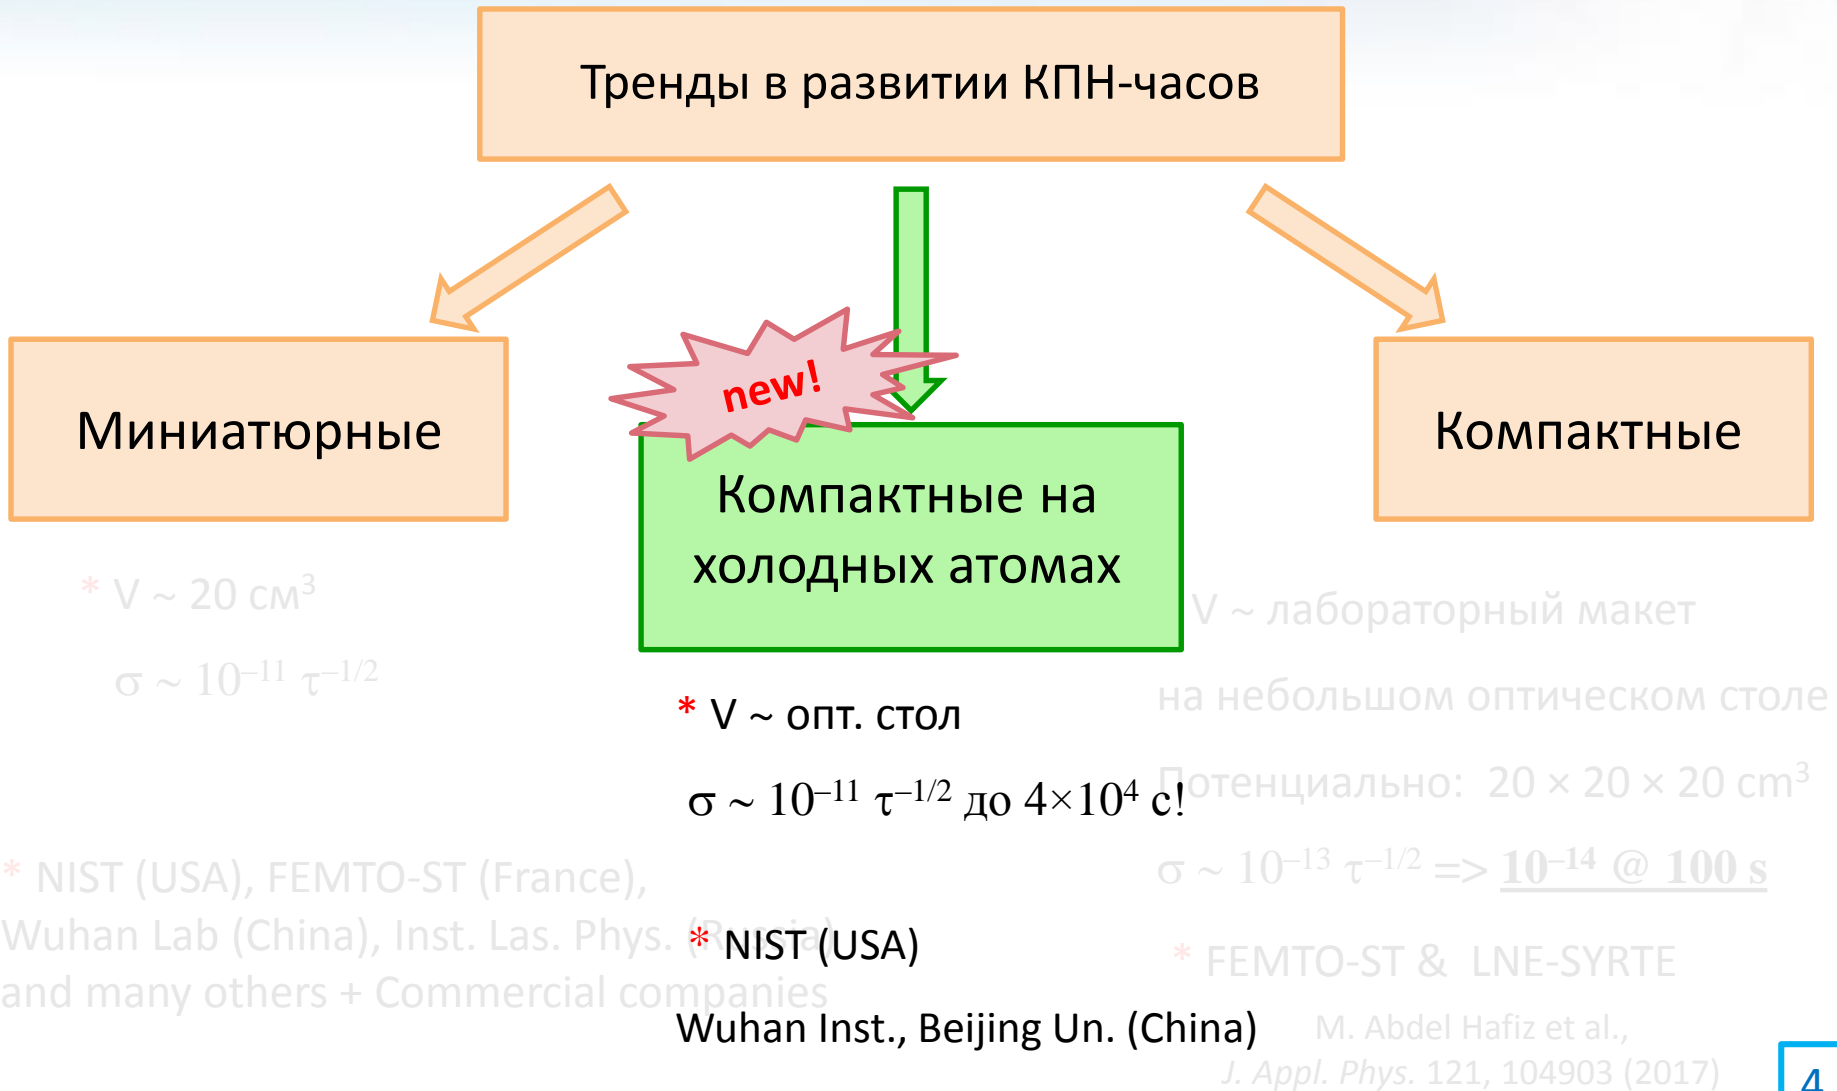 Тренды в развитии КПН-часов
new!
Миниатюрные
Компактные на
холодных атомах
Компактные
* V ~ 20 см³
σ ~ 10⁻¹¹ τ⁻¹/²
* NIST (USA), FEMTO-ST (France),
Wuhan Lab (China), Inst. Las. Phys. (Russia)
and many others + Commercial companies
* V ~ опт. стол
σ ~ 10⁻¹¹ τ⁻¹/² до 4×10⁴ с!
* NIST (USA)
Wuhan Inst., Beijing Un. (China)
V ~ лабораторный макет
на небольшом оптическом столе
Потенциально: 20 × 20 × 20 cm³
σ ~ 10⁻¹³ τ⁻¹/² => 10⁻¹⁴ @ 100 s
* FEMTO-ST & LNE-SYRTE
M. Abdel Hafiz et al.,
J. Appl. Phys. 121, 104903 (2017)
4